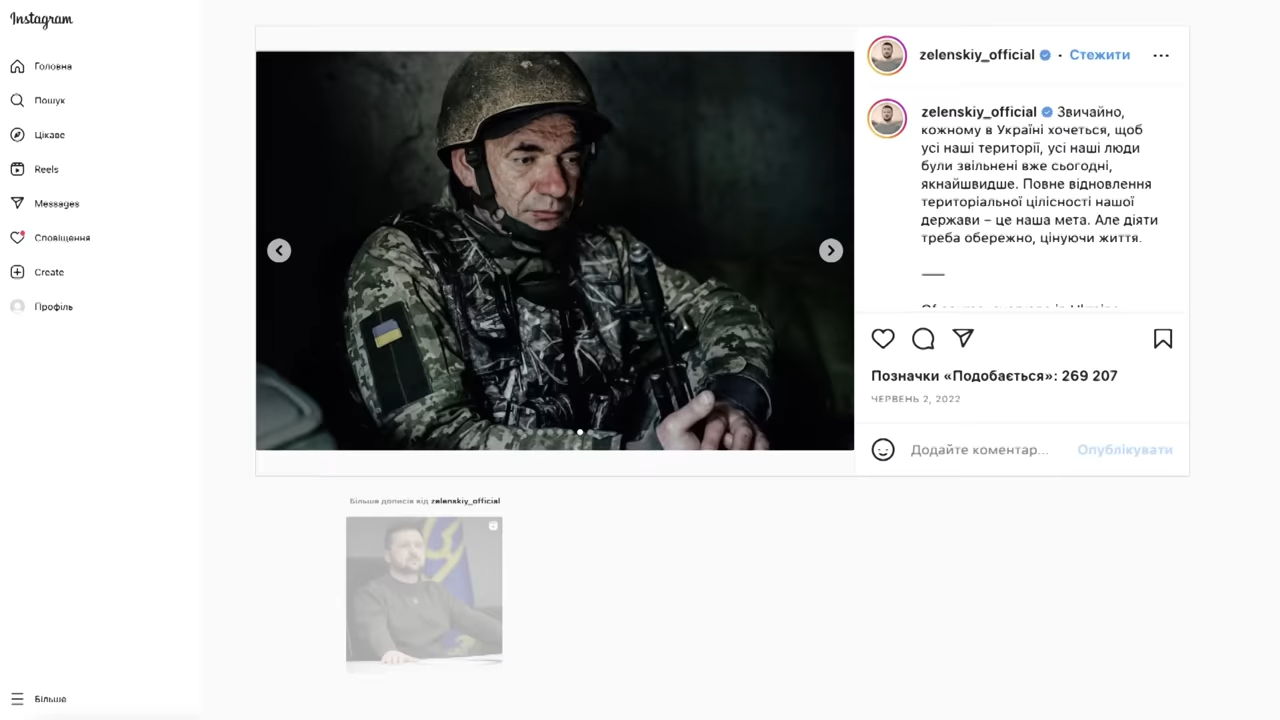 Instagram
Головна
Пошук
Цікаве
Reels
Messages
Сповіщення
Create
Профіль
Більше
zelenskiy_official · Стежити
zelenskiy_official Звичайно,
кожному в Україні хочеться, щоб
усі наші території, усі наші люди
були звільнені вже сьогодні,
якнайшвидше. Повне відновлення
територіальної цілісності нашої
держави – це наша мета. Але діяти
треба обережно, цінуючи життя.
Позначки «Подобається»: 269 207
ЧЕРВЕНЬ 2, 2022
Додайте коментар...
Опублікувати
Більше дописів від zelenskiy_official